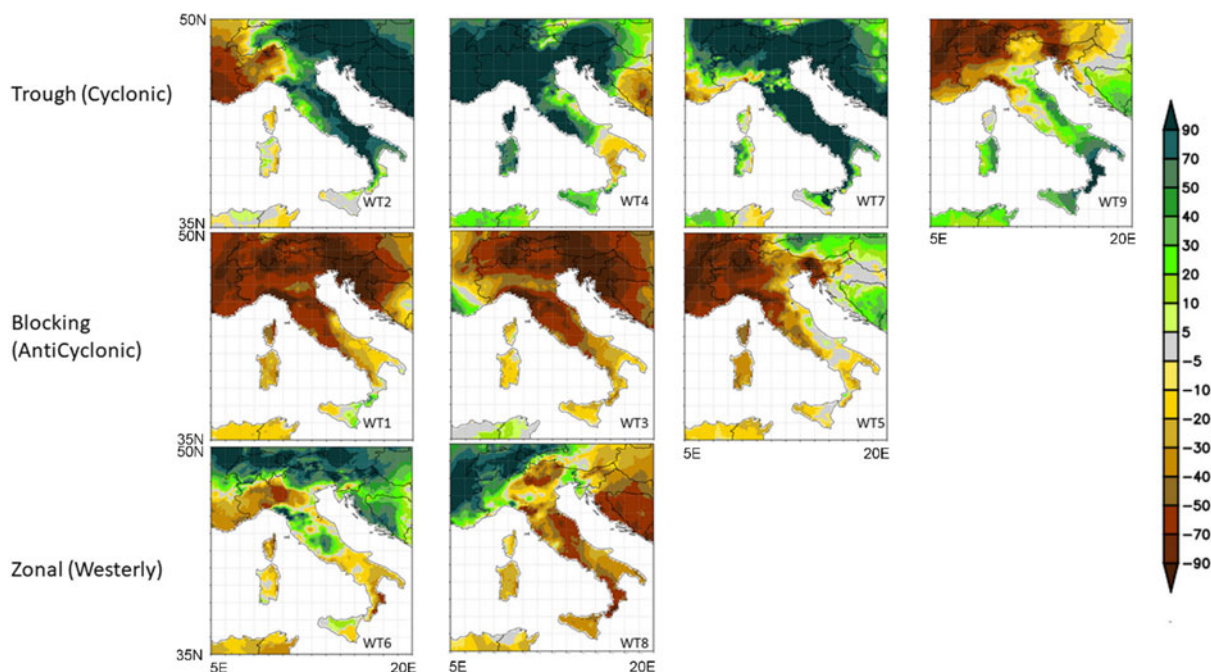 50N
Trough (Cyclonic)
WT2
WT4
WT7
WT9
35N
5E
20E
90
70
50
40
30
20
10
5
-5
-10
-20
-30
-40
-50
-70
-90
50N
Blocking
(AntiCyclonic)
WT1
WT3
WT5
35N
5E
20E
50N
Zonal (Westerly)
WT6
WT8
35N
5E
20E
5E
20E